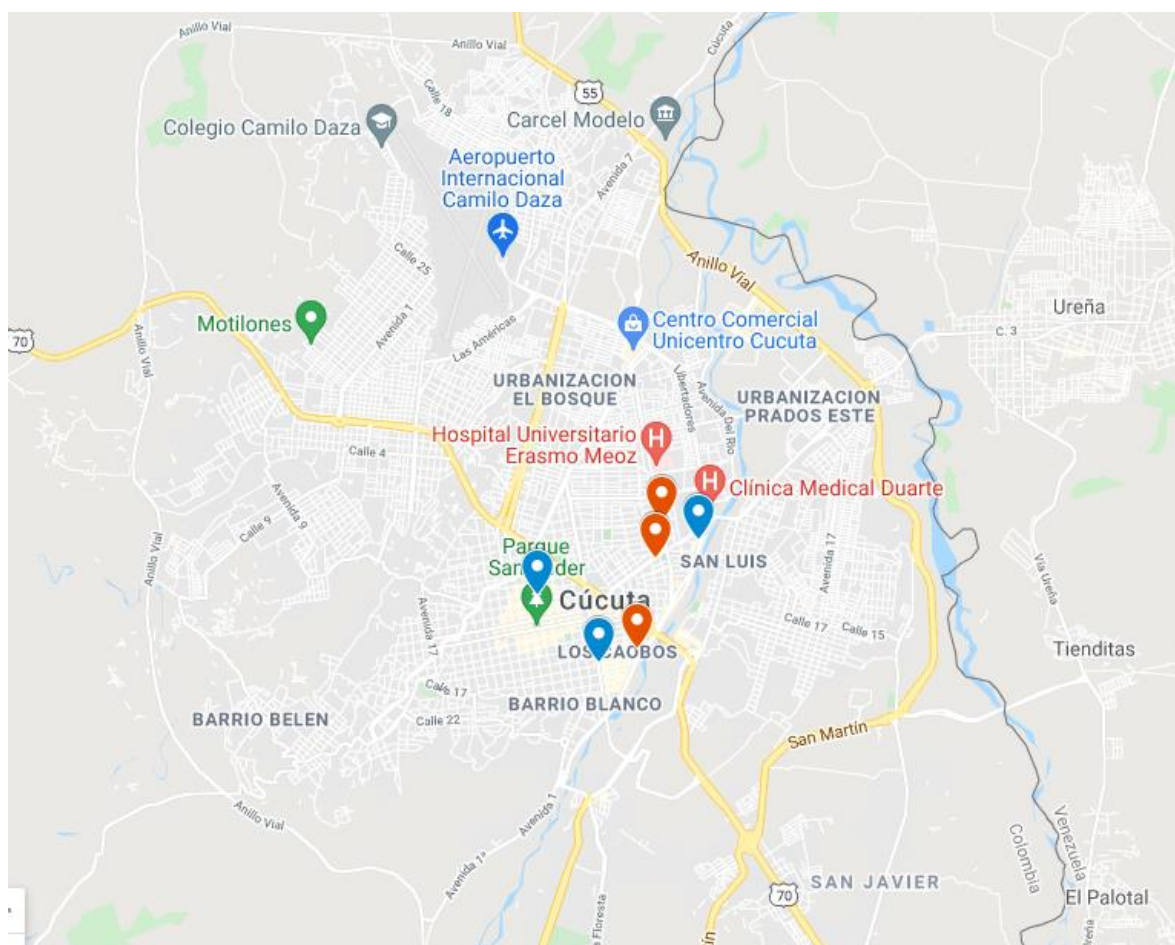 Anillo Vial
Anillo Vial
Cúcuta
55
Calle 18
Colegio Camilo Daza
Carcel Modelo
Aeropuerto
Internacional
Camilo Daza
Avenida 7
Calle 25
Anillo Vial
Ureña
Motilones
Avenida 1
Centro Comercial
Unicentro Cucuta
C. 3
70
Anillo Vial
Las Américas
URBANIZACION
EL BOSQUE
Libertadores
Avenida Del Rio
URBANIZACION
PRADOS ESTE
Hospital Universitario
Erasmo Meoz
Calle 4
Clínica Medical Duarte
Avenida 9
Calle 9
Anillo Vial
Parque
SAN LUIS
Avenida 17
Vía Ureña
Cúcuta
Avenida 17
Calle 17
Calle 15
LOS CAOBOS
Tienditas
Calle 17
BARRIO BLANCO
BARRIO BELEN
Calle 22
San Martín
Anillo Vial
Avenida 1
Avenida 1ª
Venezuela
Colombia
SAN JAVIER
70
El Palotal
Floresta
Ureña